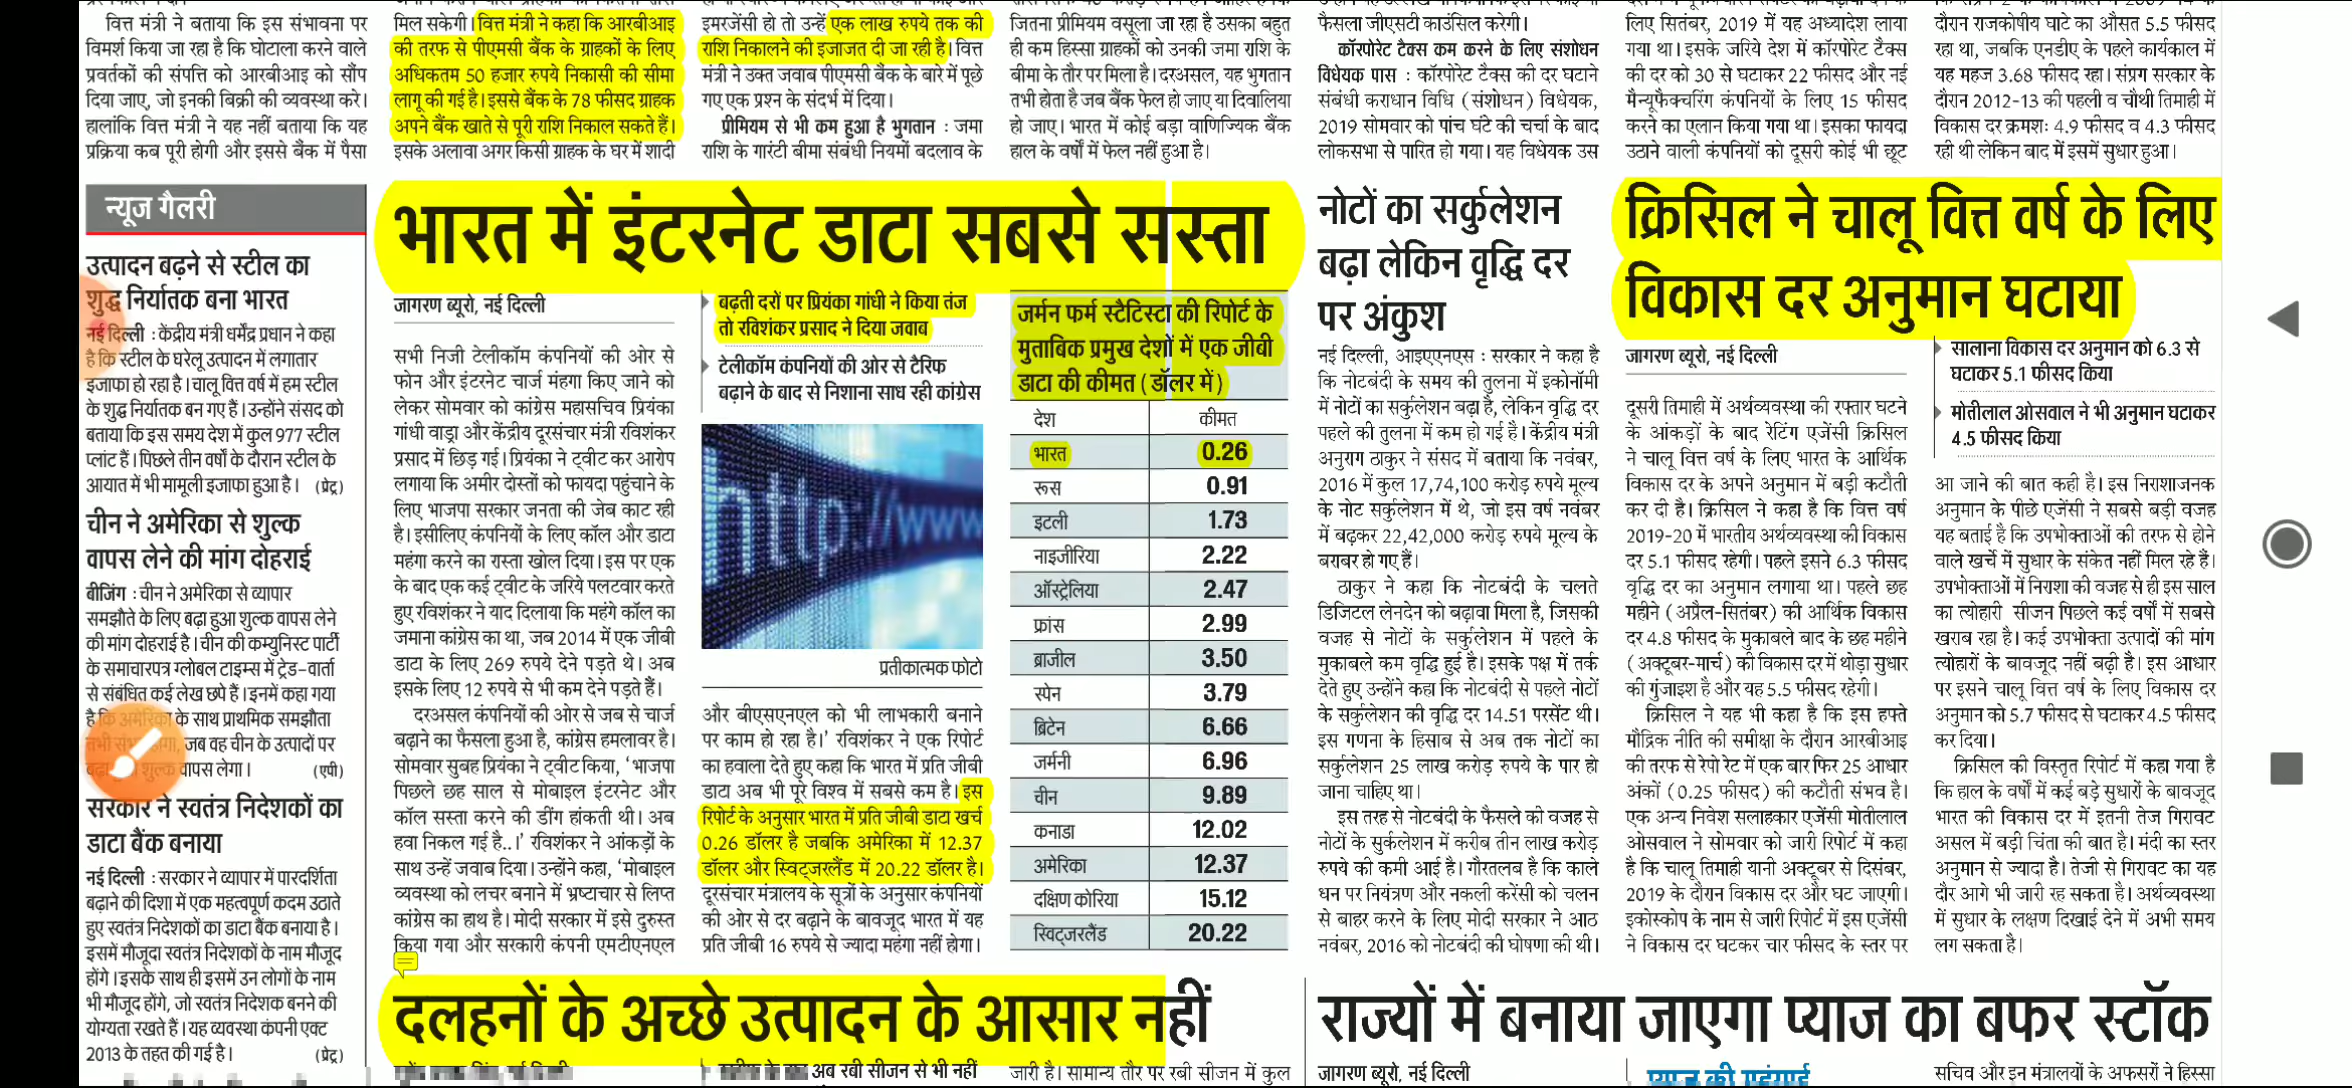 वित्त मंत्री ने बताया कि इस संभावना पर
विमर्श किया जा रहा है कि घोटाला करने वाले
प्रवर्तकों की संपत्ति को आरबीआइ को सौंप
दिया जाए, जो इनकी बिक्री की व्यवस्था करे।
हालांकि वित्त मंत्री ने यह नहीं बताया कि यह
प्रक्रिया कब पूरी होगी और इससे बैंक में पैसा
मिल सकेगी। वित्त मंत्री ने कहा कि आरबीआइ
की तरफ से पीएमसी बैंक के ग्राहकों के लिए
अधिकतम 50 हजार रुपये निकासी की सीमा
लागू की गई है। इससे बैंक के 78 फीसद ग्राहक
अपने बैंक खाते से पूरी राशि निकाल सकते हैं।
इसके अलावा अगर किसी ग्राहक के घर में शादी
इमरजेंसी हो तो उन्हें एक लाख रुपये तक की
राशि निकालने की इजाजत दी जा रही है। वित्त
मंत्री ने उक्त जवाब पीएमसी बैंक के बारे में पूछे
गए एक प्रश्न के संदर्भ में दिया।
प्रीमियम से भी कम हुआ है भुगतान : जमा
राशि के गारंटी बीमा संबंधी नियमों बदलाव के
जितना प्रीमियम वसूला जा रहा है उसका बहुत
ही कम हिस्सा ग्राहकों को उनकी जमा राशि के
बीमा के तौर पर मिला है। दरअसल, यह भुगतान
तभी होता है जब बैंक फेल हो जाए या दिवालिया
हो जाए। भारत में कोई बड़ा वाणिज्यिक बैंक
हाल के वर्षों में फेल नहीं हुआ है।
फैसला जीएसटी काउंसिल करेगी।
कॉरपोरेट टैक्स कम करने के लिए संशोधन
विधेयक पास : कॉरपोरेट टैक्स की दर घटाने
संबंधी कराधान विधि (संशोधन) विधेयक,
2019 सोमवार को पांच घंटे की चर्चा के बाद
लोकसभा से पारित हो गया। यह विधेयक उस
लिए सितंबर, 2019 में यह अध्यादेश लाया
गया था। इसके जरिये देश में कॉरपोरेट टैक्स
की दर को 30 से घटाकर 22 फीसद और नई
मैन्यूफैक्चरिंग कंपनियों के लिए 15 फीसद
करने का एलान किया गया था। इसका फायदा
उठाने वाली कंपनियों को दूसरी कोई भी छूट
दौरान राजकोषीय घाटे का औसत 5.5 फीसद
रहा था, जबकि एनडीए के पहले कार्यकाल में
यह महज 3.68 फीसद रहा। संप्रग सरकार के
दौरान 2012-13 की पहली व चौथी तिमाही में
विकास दर क्रमशः 4.9 फीसद व 4.3 फीसद
रही थी लेकिन बाद में इसमें सुधार हुआ।
न्यूज गैलरी
उत्पादन बढ़ने से स्टील का
शुद्ध निर्यातक बना भारत
नई दिल्ली : केंद्रीय मंत्री धर्मेंद्र प्रधान ने कहा
है कि स्टील के घरेलू उत्पादन में लगातार
इजाफा हो रहा है। चालू वित्त वर्ष में हम स्टील
के शुद्ध निर्यातक बन गए हैं। उन्होंने संसद को
बताया कि इस समय देश में कुल 977 स्टील
प्लांट हैं। पिछले तीन वर्षों के दौरान स्टील के
आयात में भी मामूली इजाफा हुआ है। (प्रेट्र)
चीन ने अमेरिका से शुल्क
वापस लेने की मांग दोहराई
बीजिंग : चीन ने अमेरिका से व्यापार
समझौते के लिए बढ़ा हुआ शुल्क वापस लेने
की मांग दोहराई है। चीन की कम्युनिस्ट पार्टी
के समाचारपत्र ग्लोबल टाइम्स में ट्रेड-वार्ता
से संबंधित कई लेख छपे हैं। इनमें कहा गया
है कि अमेरिका के साथ प्राथमिक समझौता
जब वह चीन के उत्पादों पर
शुल्क वापस लेगा। (एपी)
सरकार ने स्वतंत्र निदेशकों का
डाटा बैंक बनाया
नई दिल्ली : सरकार ने व्यापार में पारदर्शिता
बढ़ाने की दिशा में एक महत्वपूर्ण कदम उठाते
हुए स्वतंत्र निदेशकों का डाटा बैंक बनाया है।
इसमें मौजूदा स्वतंत्र निदेशकों के नाम मौजूद
होंगे। इसके साथ ही इसमें उन लोगों के नाम
भी मौजूद होंगे, जो स्वतंत्र निदेशक बनने की
योग्यता रखते हैं। यह व्यवस्था कंपनी एक्ट
2013 के तहत की गई है। (प्रेट्र)
भारत में इंटरनेट डाटा सबसे सस्ता
जागरण ब्यूरो, नई दिल्ली
सभी निजी टेलीकॉम कंपनियों की ओर से
फोन और इंटरनेट चार्ज मंहगा किए जाने को
लेकर सोमवार को कांग्रेस महासचिव प्रियंका
गांधी वाड्रा और केंद्रीय दूरसंचार मंत्री रविशंकर
प्रसाद में छिड़ गई। प्रियंका ने ट्वीट कर आरोप
लगाया कि अमीर दोस्तों को फायदा पहुंचाने के
लिए भाजपा सरकार जनता की जेब काट रही
है। इसीलिए कंपनियों के लिए कॉल और डाटा
महंगा करने का रास्ता खोल दिया। इस पर एक
के बाद एक कई ट्वीट के जरिये पलटवार करते
हुए रविशंकर ने याद दिलाया कि महंगे कॉल का
जमाना कांग्रेस का था, जब 2014 में एक जीबी
डाटा के लिए 269 रुपये देने पड़ते थे। अब
इसके लिए 12 रुपये से भी कम देने पड़ते हैं।
दरअसल कंपनियों की ओर से जब से चार्ज
बढ़ाने का फैसला हुआ है, कांग्रेस हमलावर है।
सोमवार सुबह प्रियंका ने ट्वीट किया, 'भाजपा
पिछले छह साल से मोबाइल इंटरनेट और
कॉल सस्ता करने की डींग हांकती थी। अब
हवा निकल गई है..।' रविशंकर ने आंकड़ों के
साथ उन्हें जवाब दिया। उन्होंने कहा, 'मोबाइल
व्यवस्था को लचर बनाने में भ्रष्टाचार से लिप्त
कांग्रेस का हाथ है। मोदी सरकार में इसे दुरुस्त
किया गया और सरकारी कंपनी एमटीएनएल
बढ़ती दरों पर प्रियंका गांधी ने किया तंज
तो रविशंकर प्रसाद ने दिया जवाब
टेलीकॉम कंपनियों की ओर से टैरिफ
बढ़ाने के बाद से निशाना साध रही कांग्रेस
http://www
प्रतीकात्मक फोटो
और बीएसएनएल को भी लाभकारी बनाने
पर काम हो रहा है।' रविशंकर ने एक रिपोर्ट
का हवाला देते हुए कहा कि भारत में प्रति जीबी
डाटा अब भी पूरे विश्व में सबसे कम है। इस
रिपोर्ट के अनुसार भारत में प्रति जीबी डाटा खर्च
0.26 डॉलर है जबकि अमेरिका में 12.37
डॉलर और स्विट्जरलैंड में 20.22 डॉलर है।
दूरसंचार मंत्रालय के सूत्रों के अनुसार कंपनियों
की ओर से दर बढ़ाने के बावजूद भारत में यह
प्रति जीबी 16 रुपये से ज्यादा महंगा नहीं होगा।
जर्मन फर्म स्टैटिस्टा की रिपोर्ट के
मुताबिक प्रमुख देशों में एक जीबी
डाटा की कीमत (डॉलर में)
देश कीमत
भारत 0.26
रूस 0.91
इटली 1.73
नाइजीरिया 2.22
ऑस्ट्रेलिया 2.47
फ्रांस 2.99
ब्राजील 3.50
स्पेन 3.79
ब्रिटेन 6.66
जर्मनी 6.96
चीन 9.89
कनाडा 12.02
अमेरिका 12.37
दक्षिण कोरिया 15.12
स्विट्जरलैंड 20.22
नोटों का सर्कुलेशन
बढ़ा लेकिन वृद्धि दर
पर अंकुश
नई दिल्ली, आइएएनएस : सरकार ने कहा है
कि नोटबंदी के समय की तुलना में इकोनॉमी
में नोटों का सर्कुलेशन बढ़ा है, लेकिन वृद्धि दर
पहले की तुलना में कम हो गई है। केंद्रीय मंत्री
अनुराग ठाकुर ने संसद में बताया कि नवंबर,
2016 में कुल 17,74,100 करोड़ रुपये मूल्य
के नोट सर्कुलेशन में थे, जो इस वर्ष नवंबर
में बढ़कर 22,42,000 करोड़ रुपये मूल्य के
बराबर हो गए हैं।
ठाकुर ने कहा कि नोटबंदी के चलते
डिजिटल लेनदेन को बढ़ावा मिला है, जिसकी
वजह से नोटों के सर्कुलेशन में पहले के
मुकाबले कम वृद्धि हुई है। इसके पक्ष में तर्क
देते हुए उन्होंने कहा कि नोटबंदी से पहले नोटों
के सर्कुलेशन की वृद्धि दर 14.51 परसेंट थी।
इस गणना के हिसाब से अब तक नोटों का
सर्कुलेशन 25 लाख करोड़ रुपये के पार हो
जाना चाहिए था।
इस तरह से नोटबंदी के फैसले की वजह से
नोटों के सुर्कलेशन में करीब तीन लाख करोड़
रुपये की कमी आई है। गौरतलब है कि काले
धन पर नियंत्रण और नकली करेंसी को चलन
से बाहर करने के लिए मोदी सरकार ने आठ
नवंबर, 2016 को नोटबंदी की घोषणा की थी।
क्रिसिल ने चालू वित्त वर्ष के लिए
विकास दर अनुमान घटाया
जागरण ब्यूरो, नई दिल्ली
दूसरी तिमाही में अर्थव्यवस्था की रफ्तार घटने
के आंकड़ों के बाद रेटिंग एजेंसी क्रिसिल
ने चालू वित्त वर्ष के लिए भारत के आर्थिक
विकास दर के अपने अनुमान में बड़ी कटौती
कर दी है। क्रिसिल ने कहा है कि वित्त वर्ष
2019-20 में भारतीय अर्थव्यवस्था की विकास
दर 5.1 फीसद रहेगी। पहले इसने 6.3 फीसद
वृद्धि दर का अनुमान लगाया था। पहले छह
महीने (अप्रैल-सितंबर) की आर्थिक विकास
दर 4.8 फीसद के मुकाबले बाद के छह महीने
(अक्टूबर-मार्च) की विकास दर में थोड़ा सुधार
की गुंजाइश है और यह 5.5 फीसद रहेगी।
क्रिसिल ने यह भी कहा है कि इस हफ्ते
मौद्रिक नीति की समीक्षा के दौरान आरबीआइ
की तरफ से रेपो रेट में एक बार फिर 25 आधार
अंकों (0.25 फीसद) की कटौती संभव है।
एक अन्य निवेश सलाहकार एजेंसी मोतीलाल
ओसवाल ने सोमवार को जारी रिपोर्ट में कहा
है कि चालू तिमाही यानी अक्टूबर से दिसंबर,
2019 के दौरान विकास दर और घट जाएगी।
इकोस्कोप के नाम से जारी रिपोर्ट में इस एजेंसी
ने विकास दर घटकर चार फीसद के स्तर पर
सालाना विकास दर अनुमान को 6.3 से
घटाकर 5.1 फीसद किया
मोतीलाल ओसवाल ने भी अनुमान घटाकर
4.5 फीसद किया
आ जाने की बात कही है। इस निराशाजनक
अनुमान के पीछे एजेंसी ने सबसे बड़ी वजह
यह बताई है कि उपभोक्ताओं की तरफ से होने
वाले खर्चे में सुधार के संकेत नहीं मिल रहे हैं।
उपभोक्ताओं में निराशा की वजह से ही इस साल
का त्योहारी सीजन पिछले कई वर्षों में सबसे
खराब रहा है। कई उपभोक्ता उत्पादों की मांग
त्योहारों के बावजूद नहीं बढ़ी है। इस आधार
पर इसने चालू वित्त वर्ष के लिए विकास दर
अनुमान को 5.7 फीसद से घटाकर 4.5 फीसद
कर दिया।
क्रिसिल की विस्तृत रिपोर्ट में कहा गया है
कि हाल के वर्षों में कई बड़े सुधारों के बावजूद
भारत की विकास दर में इतनी तेज गिरावट
असल में बड़ी चिंता की बात है। मंदी का स्तर
अनुमान से ज्यादा है। तेजी से गिरावट का यह
दौर आगे भी जारी रह सकता है। अर्थव्यवस्था
में सुधार के लक्षण दिखाई देने में अभी समय
लग सकता है।
दलहनों के अच्छे उत्पादन के आसार नहीं
अब रबी सीजन से भी नहीं
जारी है। सामान्य तौर पर रबी सीजन में कुल
राज्यों में बनाया जाएगा प्याज का बफर स्टॉक
जागरण ब्यूरो, नई दिल्ली
प्याज की महंगाई
सचिव और इन मंत्रालयों के अफसरों ने हिस्सा